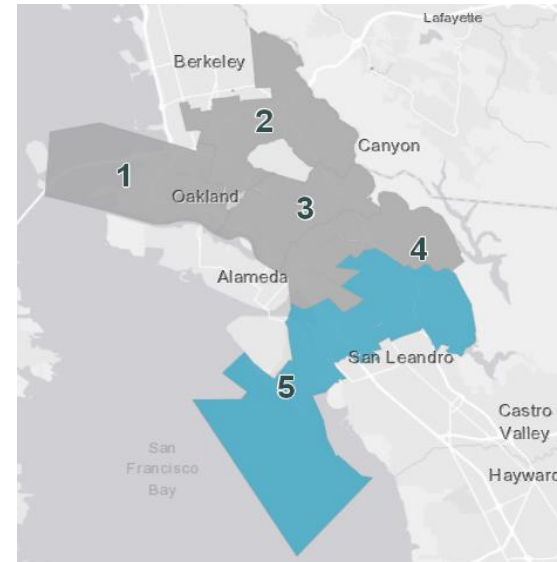 Lafayette
Berkeley
2
Canyon
1
Oakland
3
4
Alameda
San Leandro
5
Castro
Valley
San
Francisco
Bay
Hayward